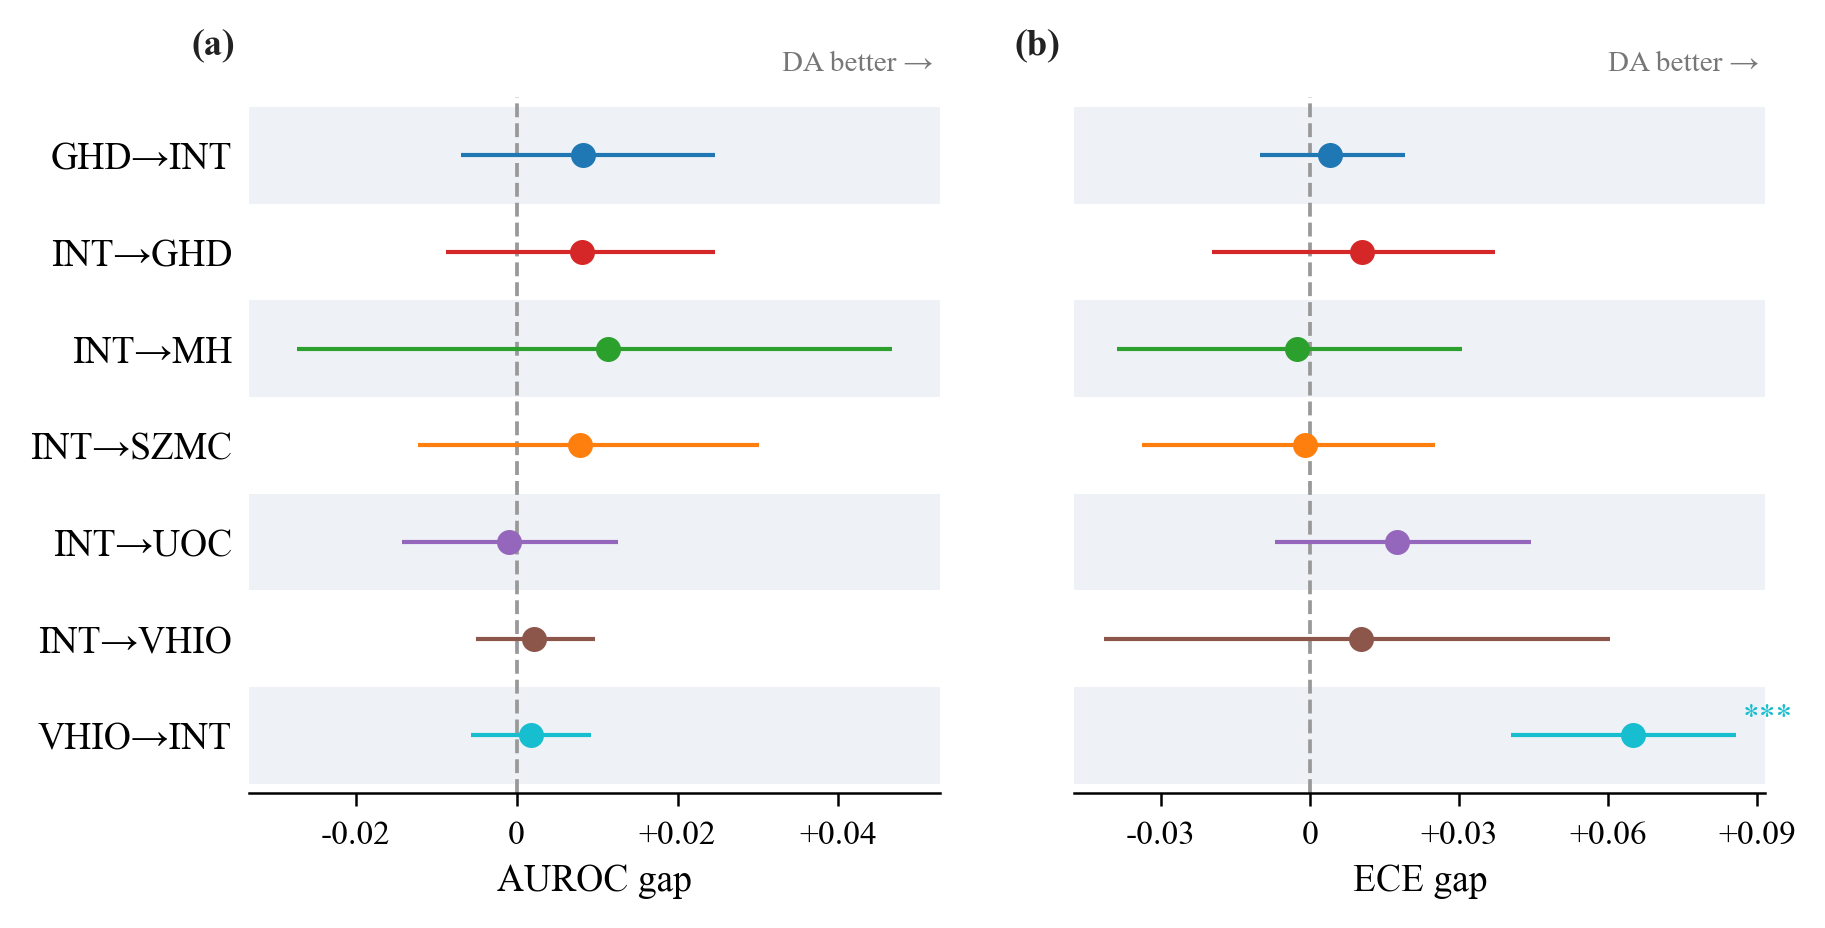 (a)
DA better →
GHD→INT
INT→GHD
INT→MH
INT→SZMC
INT→UOC
INT→VHIO
VHIO→INT
-0.02 0 +0.02 +0.04
AUROC gap
(b)
DA better →
***
-0.03 0 +0.03 +0.06 +0.09
ECE gap